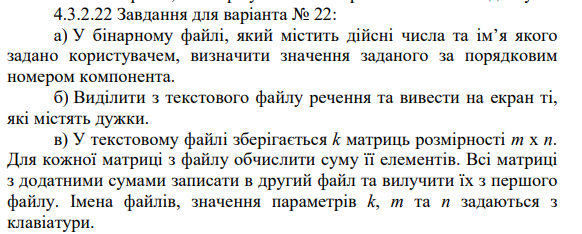 4.3.2.22 Завдання для варіанта № 22:
а) У бінарному файлі, який містить дійсні числа та ім’я якого
задано користувачем, визначити значення заданого за порядковим
номером компонента.
б) Виділити з текстового файлу речення та вивести на екран ті,
які містять дужки.
в) У текстовому файлі зберігається k матриць розмірності m x n.
Для кожної матриці з файлу обчислити суму її елементів. Всі матриці
з додатними сумами записати в другий файл та вилучити їх з першого
файлу. Імена файлів, значення параметрів k, m та n задаються з
клавіатури.